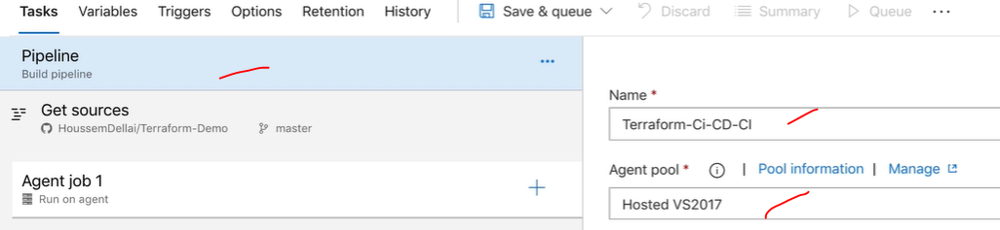 Tasks Variables Triggers Options Retention History Save & queue Discard Summary Queue ...
Pipeline
Build pipeline
...
Get sources
HoussemDellai/Terraform-Demo master
Agent job 1
Run on agent
Name *
Terraform-Ci-CD-CI
Agent pool * | Pool information | Manage
Hosted VS2017